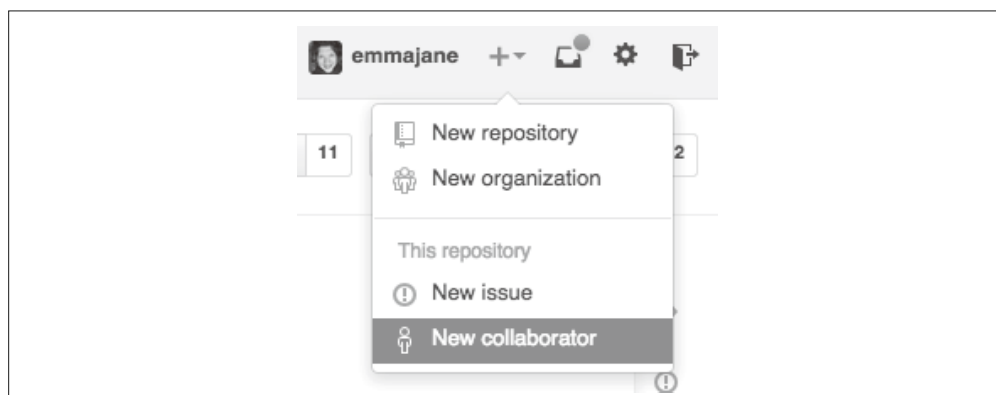 emmajane
New repository
11
2
New organization
This repository
New issue
New collaborator